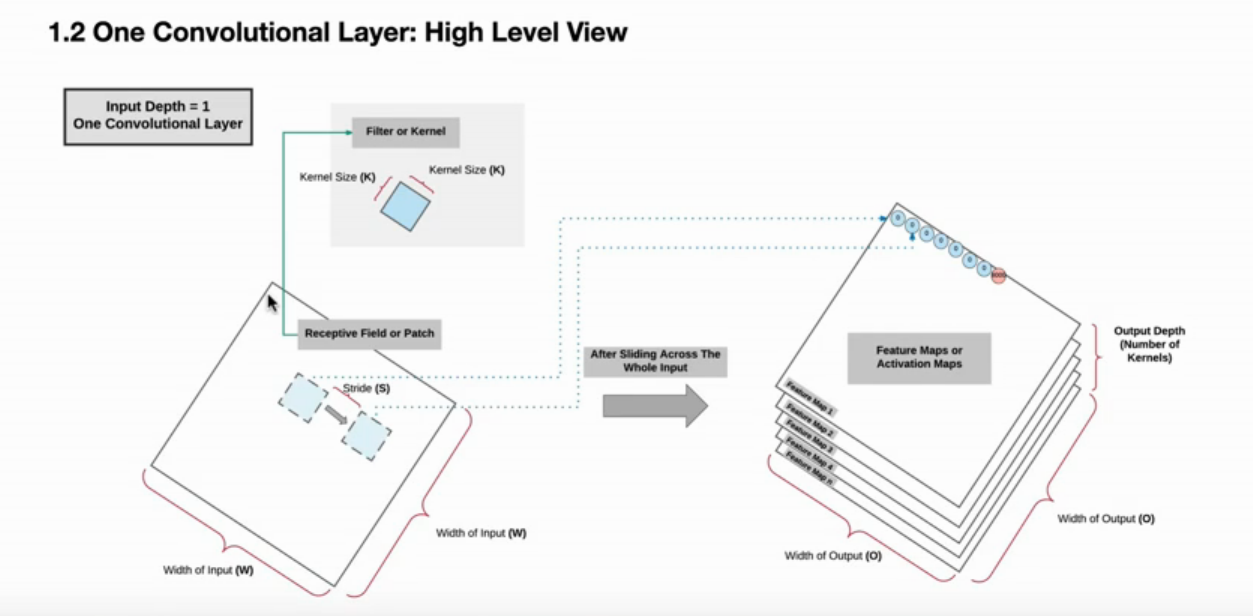 1.2 One Convolutional Layer: High Level View
Input Depth = 1
One Convolutional Layer
Filter or Kernel
Kernel Size (K)
Kernel Size (K)
Receptive Field or Patch
Stride (S)
After Sliding Across The
Whole Input
Feature Maps or
Activation Maps
Output Depth
(Number of
Kernels)
Feature Map 1
Feature Map 2
Feature Map 3
Feature Map 4
Feature Map n
Width of Input (W)
Width of Input (W)
Width of Output (O)
Width of Output (O)